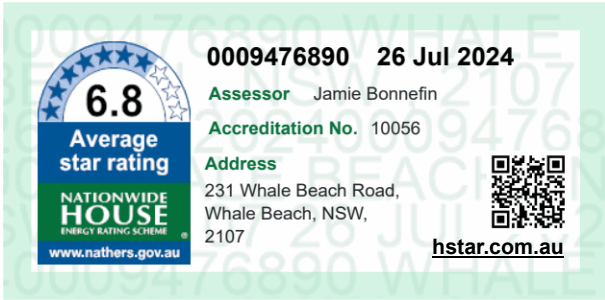 0009476890 26 Jul 2024
Assessor Jamie Bonnefin
Accreditation No. 10056
Address
231 Whale Beach Road,
Whale Beach, NSW,
2107
hstar.com.au
6.8
Average
star rating
NATIONWIDE
HOUSE
ENERGY RATING SCHEME
®
www.nathers.gov.au